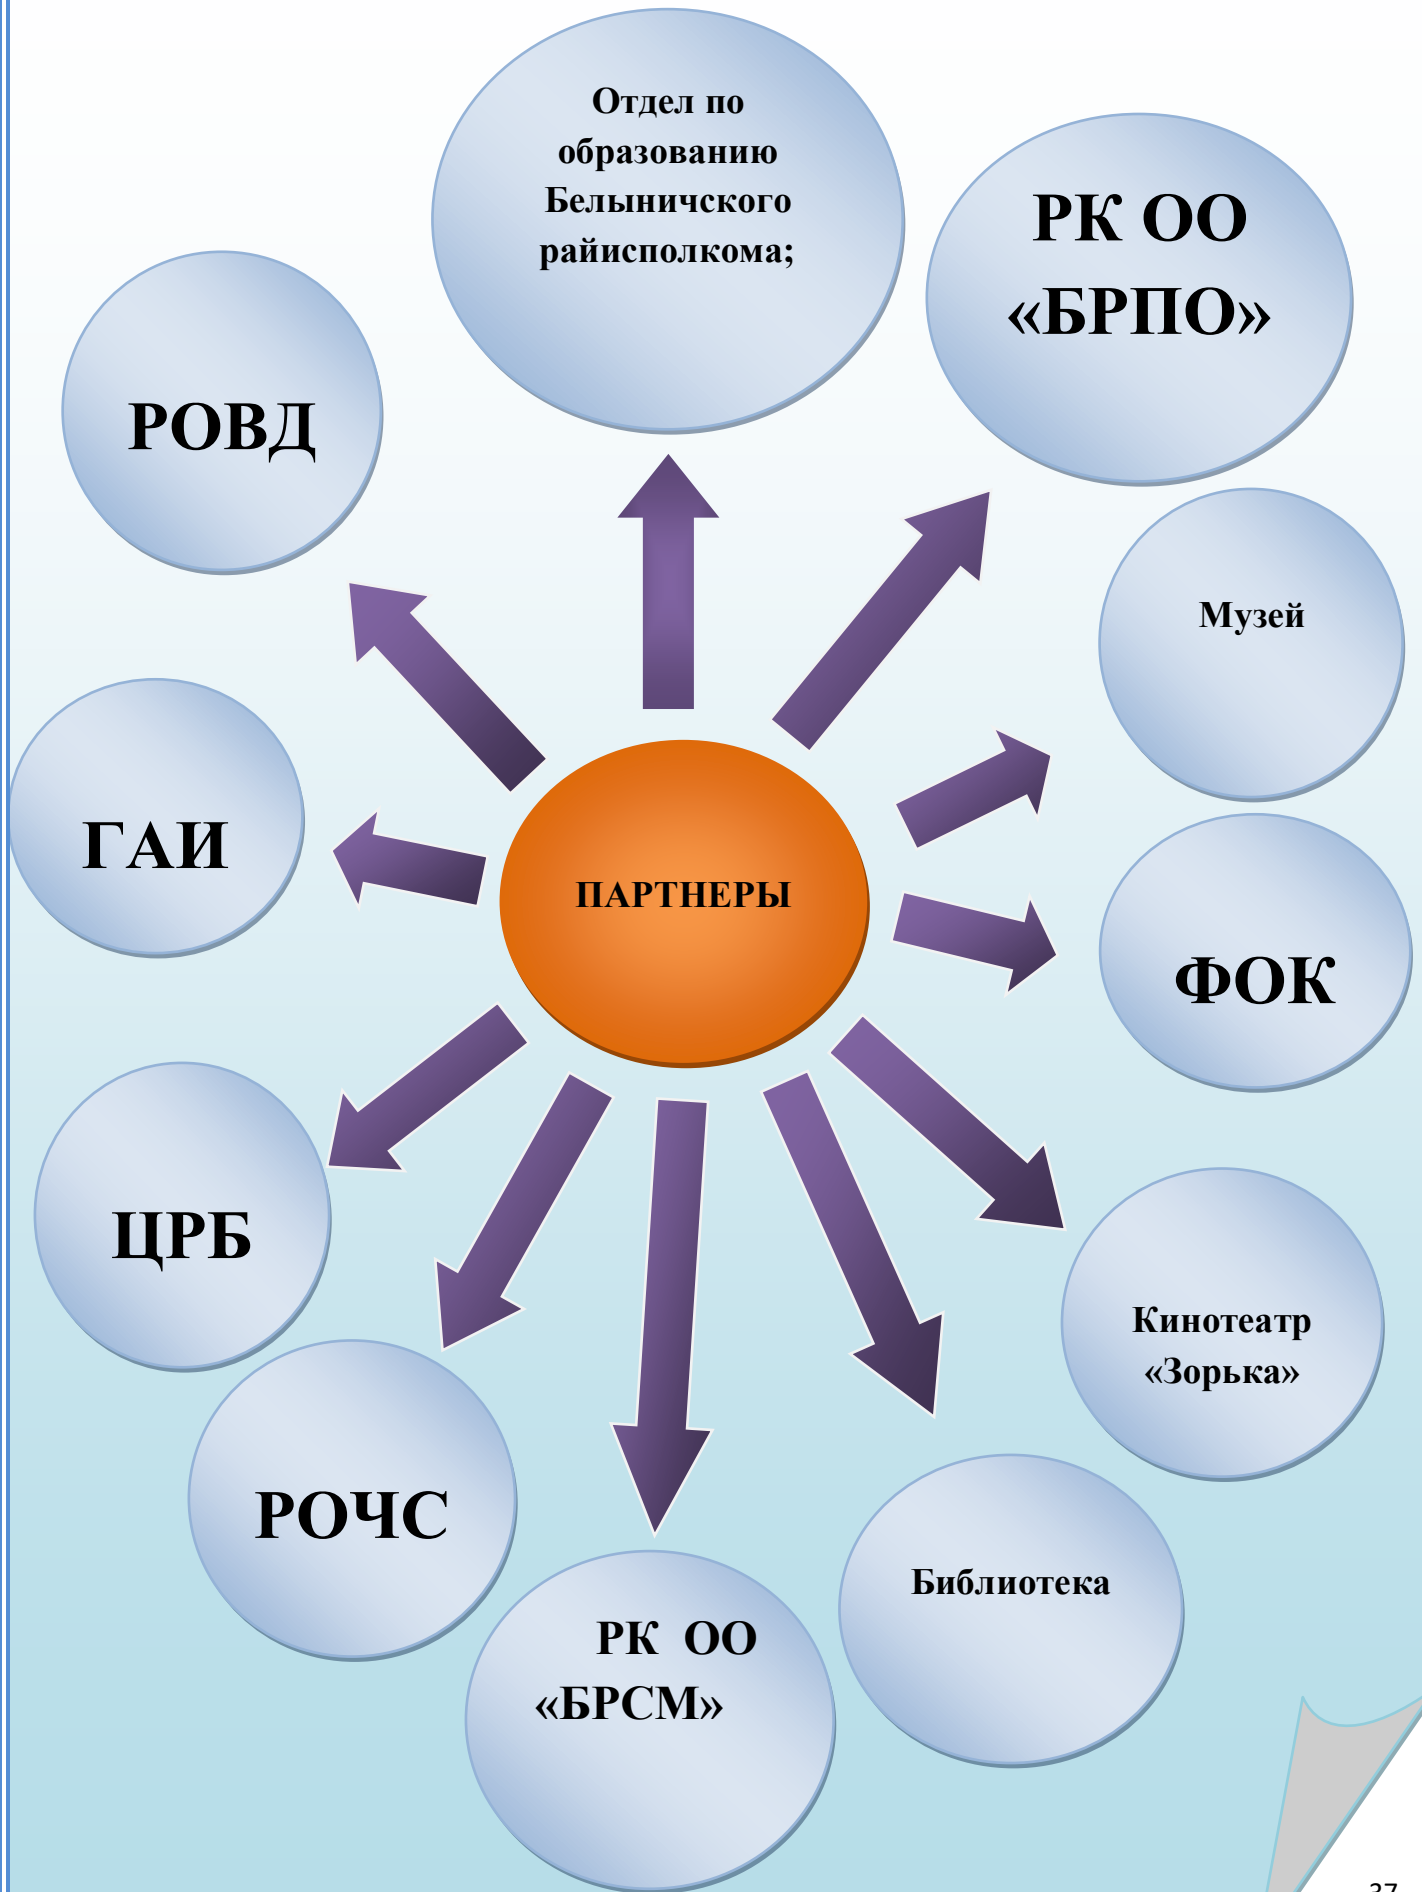 Отдел по
образованию
Белыничского
райисполкома;
РК ОО
«БРПО»
РОВД
Музей
ГАИ
ПАРТНЕРЫ
ФОК
ЦРБ
Кинотеатр
«Зорька»
РОЧС
Библиотека
РК ОО
«БРСМ»
37